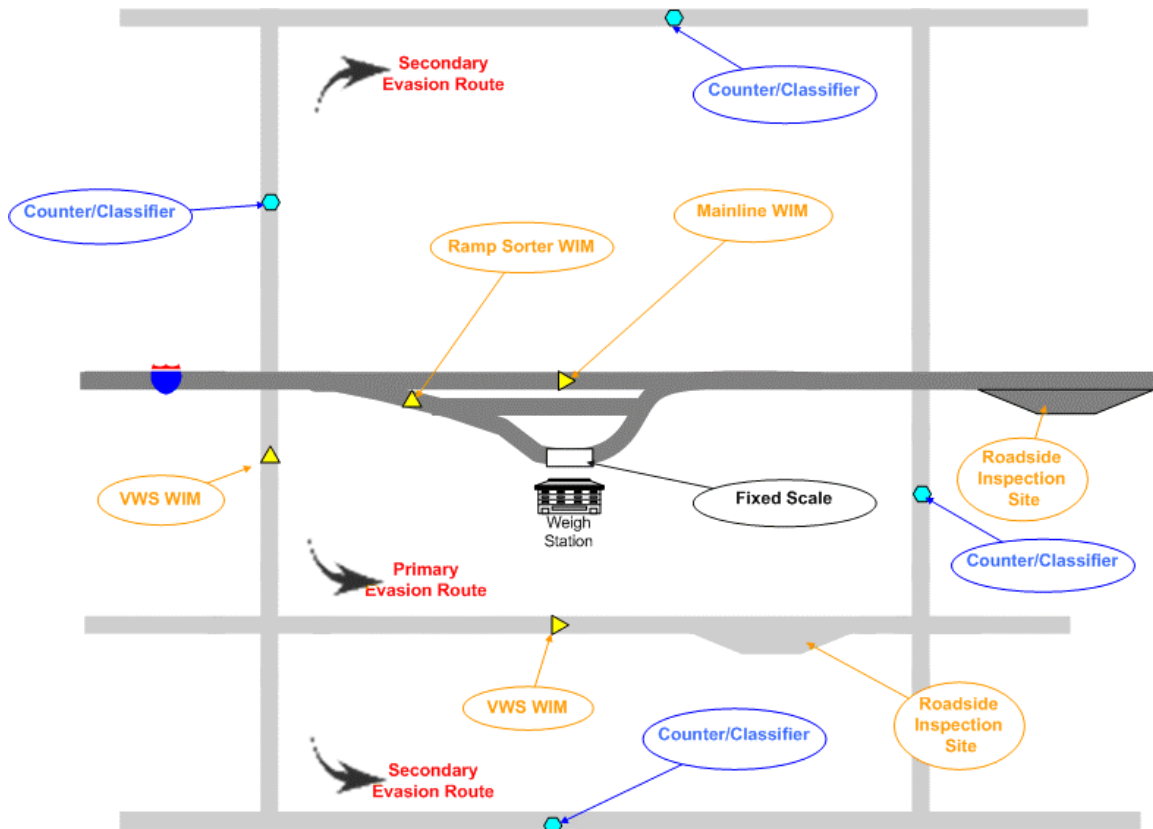 Secondary
Evasion Route
Counter/Classifier
Counter/Classifier
Mainline WIM
Ramp Sorter WIM
Roadside
Inspection
Site
VWS WIM
Fixed Scale
Weigh
Station
Counter/Classifier
Primary
Evasion Route
VWS WIM
Roadside
Inspection
Site
Counter/Classifier
Secondary
Evasion Route